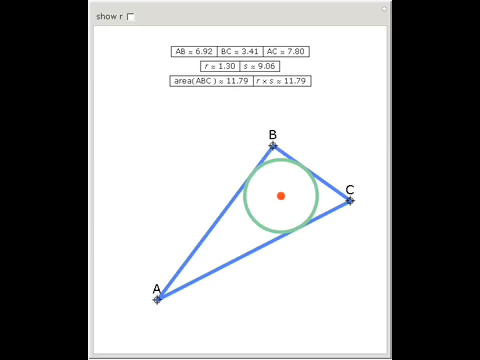 show r
AB ≈ 6.92 BC ≈ 3.41 AC ≈ 7.80
r ≈ 1.30 s ≈ 9.06
area(ABC) ≈ 11.79 r × s ≈ 11.79
B
C
A